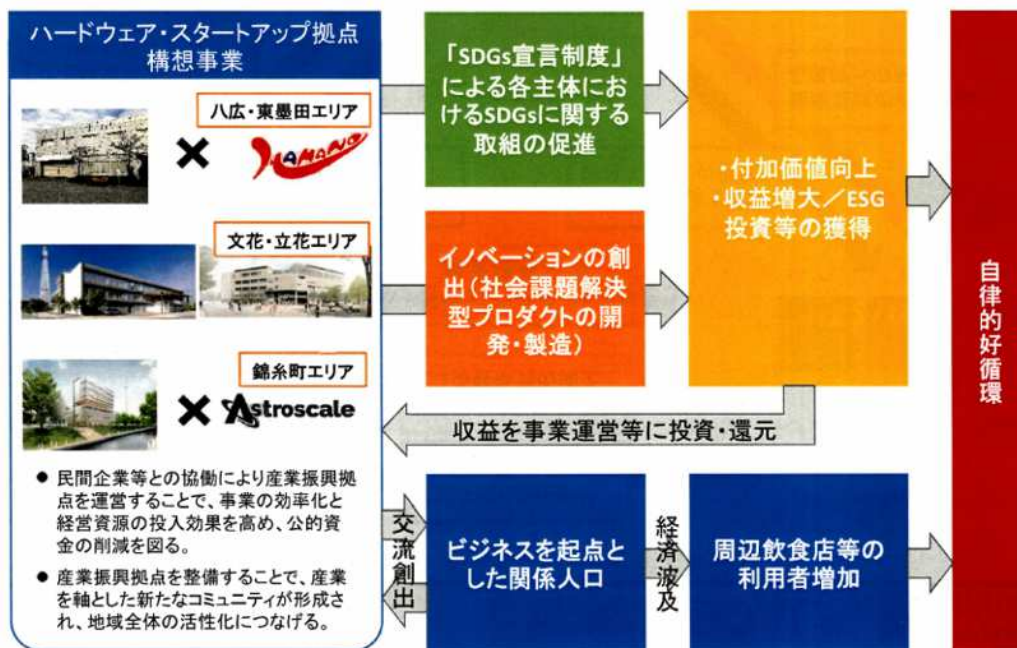 ハードウェア・スタートアップ拠点
構想事業
八広・東墨田エリア
×
HAMANO
文花・立花エリア
錦糸町エリア
×
Astroscale
● 民間企業等との協働により産業振興拠
点を運営することで、事業の効率化と
経営資源の投入効果を高め、公的資
金の削減を図る。
● 産業振興拠点を整備することで、産業
を軸とした新たなコミュニティが形成さ
れ、地域全体の活性化につなげる。
「SDGs宣言制度」
による各主体にお
けるSDGsに関する
取組の促進
イノベーションの創
出(社会課題解決
型プロダクトの開
発・製造)
・付加価値向上
・収益増大／ESG
投資等の獲得
収益を事業運営等に投資・還元
交流創出
ビジネスを起点と
した関係人口
経済波及
周辺飲食店等の
利用者増加
自律的好循環